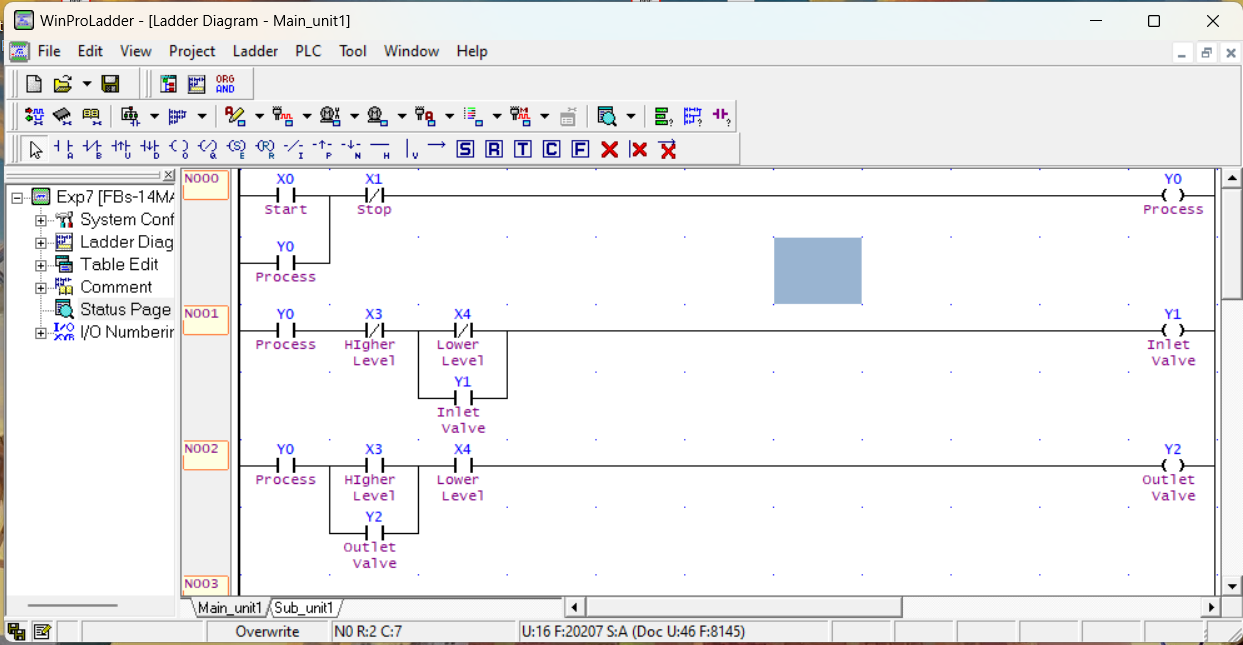 WinProLadder - [Ladder Diagram - Main_unit1]
File Edit View Project Ladder PLC Tool Window Help
ORG
AND
A B U D O Q E R I P N H V S R T C F
Exp7 [FBs-14MA
System Conf
Ladder Diag
Table Edit
Comment
Status Page
I/O Numberin
N000
X0 X1 Y0
Start Stop Process
Y0
Process
N001
Y0 X3 X4 Y1
Process HIgher Lower Inlet
Level Level Valve
Y1
Inlet
Valve
N002
Y0 X3 X4 Y2
Process HIgher Lower Outlet
Level Level Valve
Y2
Outlet
Valve
N003
Main_unit1 Sub_unit1
Overwrite N0 R:2 C:7 U:16 F:20207 S:A (Doc U:46 F:8145)